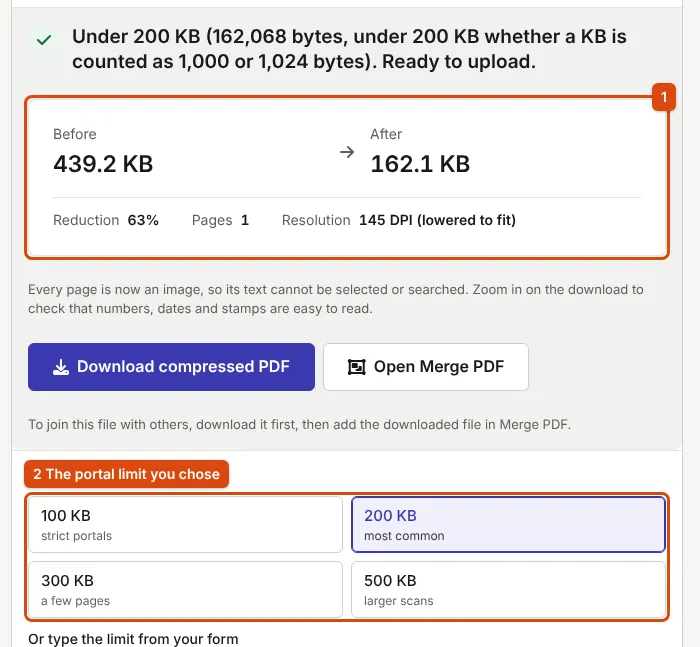 Under 200 KB (162,068 bytes, under 200 KB whether a KB is
counted as 1,000 or 1,024 bytes). Ready to upload.
1
Before
439.2 KB
→
After
162.1 KB
Reduction 63% Pages 1 Resolution 145 DPI (lowered to fit)
Every page is now an image, so its text cannot be selected or searched. Zoom in on the download to
check that numbers, dates and stamps are easy to read.
Download compressed PDF
Open Merge PDF
To join this file with others, download it first, then add the downloaded file in Merge PDF.
2 The portal limit you chose
100 KB
strict portals
200 KB
most common
300 KB
a few pages
500 KB
larger scans
Or type the limit from your form